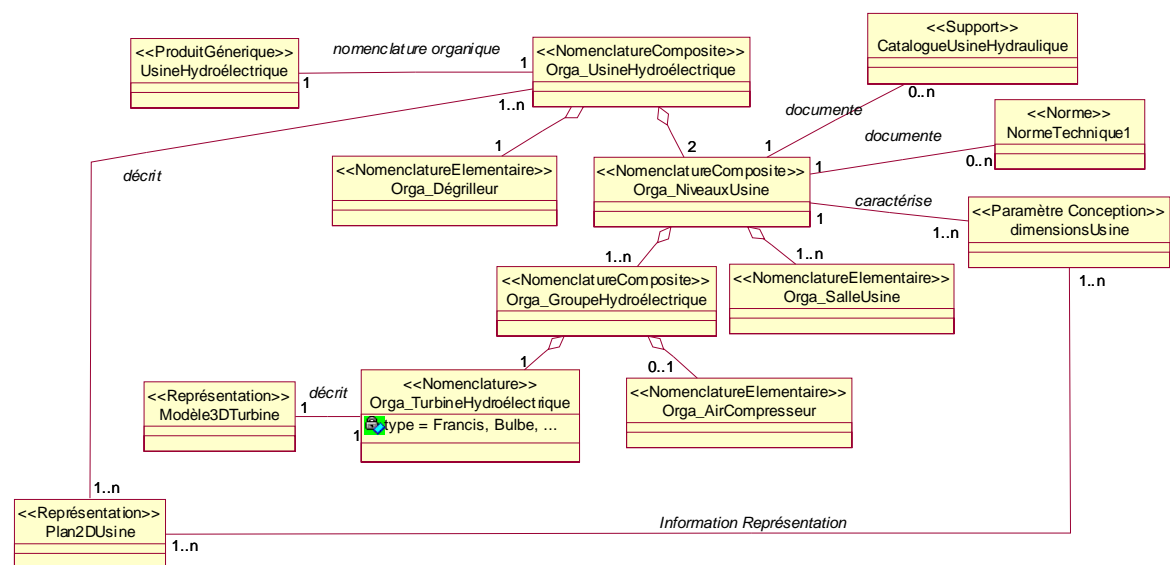 <<ProduitGénerique>>
UsineHydroélectrique
1
nomenclature organique
1
<<NomenclatureComposite>>
Orga_UsineHydroélectrique
1..n
<<Support>>
CatalogueUsineHydraulique
0..n
documente
1
<<Norme>>
NormeTechnique1
documente
0..n
1
décrit
1
<<NomenclatureElementaire>>
Orga_Dégrilleur
2
<<NomenclatureComposite>>
Orga_NiveauxUsine
caractérise
1
1..n
<<Paramètre Conception>>
dimensionsUsine
1..n
1..n
<<NomenclatureComposite>>
Orga_GroupeHydroélectrique
1..n
<<NomenclatureElementaire>>
Orga_SalleUsine
1
0..1
<<Représentation>>
Modèle3DTurbine
décrit
1
1
<<Nomenclature>>
Orga_TurbineHydroélectrique
type = Francis, Bulbe, ...
<<NomenclatureElementaire>>
Orga_AirCompresseur
1..n
<<Représentation>>
Plan2DUsine
1..n
Information Représentation